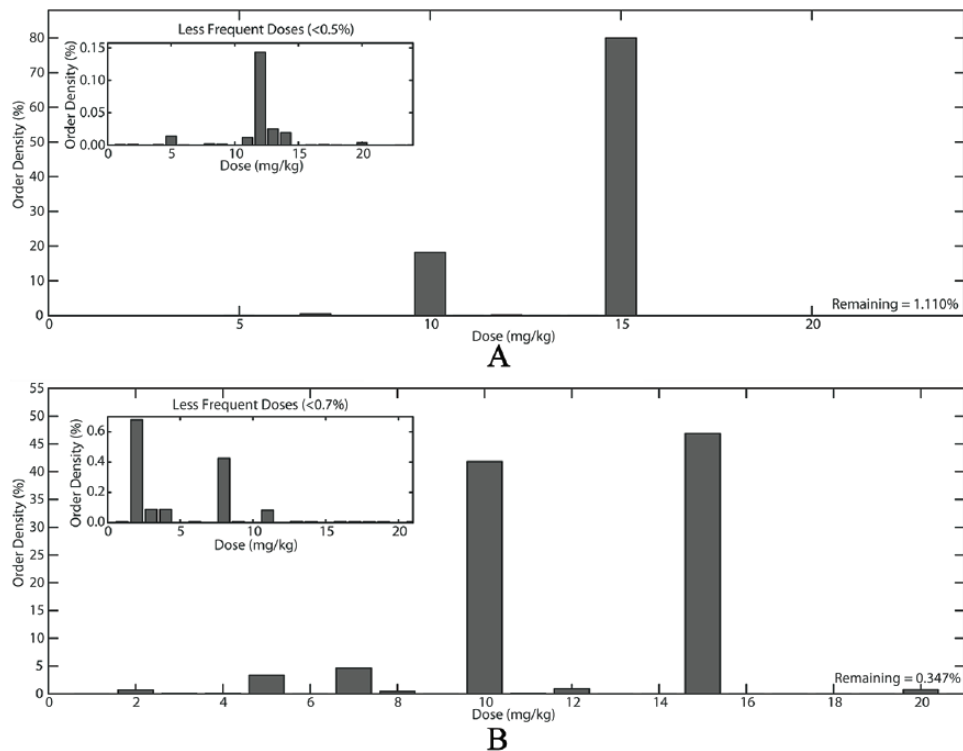 Less Frequent Doses (<0.5%)
Order Density (%)
0.15
0.10
0.05
0.00
0 5 10 15 20
Dose (mg/kg)
Order Density (%)
80
70
60
50
40
30
20
10
0
Remaining = 1.110%
0 5 10 15 20
Dose (mg/kg)
A
Less Frequent Doses (<0.7%)
Order Density (%)
0.6
0.4
0.2
0.0
0 5 10 15 20
Dose (mg/kg)
Order Density (%)
55
50
45
40
35
30
25
20
15
10
5
0
Remaining = 0.347%
0 2 4 6 8 10 12 14 16 18 20
Dose (mg/kg)
B